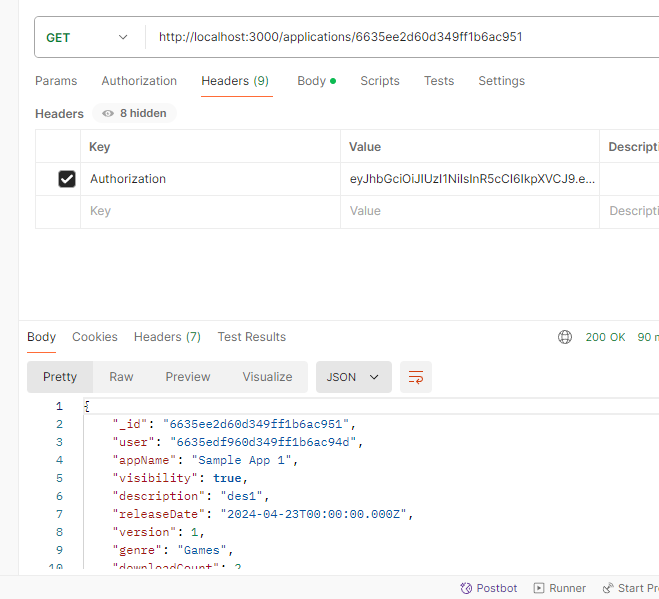 GET http://localhost:3000/applications/6635ee2d60d349ff1b6ac951
Params Authorization Headers (9) Body Scripts Tests Settings
Headers 8 hidden
Key Value Descripti
Authorization eyJhbGciOiJIUzI1NiIsInR5cCI6IkpXVCJ9.e...
Key Value Descripti
Body Cookies Headers (7) Test Results 200 OK 90 m
Pretty Raw Preview Visualize JSON
1 {
2 "_id": "6635ee2d60d349ff1b6ac951",
3 "user": "6635edf960d349ff1b6ac94d",
4 "appName": "Sample App 1",
5 "visibility": true,
6 "description": "des1",
7 "releaseDate": "2024-04-23T00:00:00.000Z",
8 "version": 1,
9 "genre": "Games",
10 "downloadCount": 2
Postbot Runner Start Pr